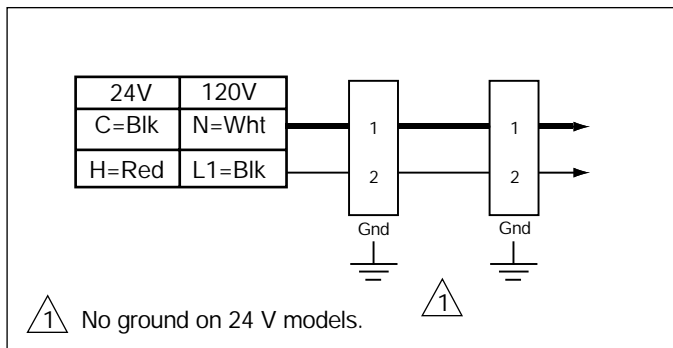 24V 120V
C=Blk N=Wht 1 1
H=Red L1=Blk 2 2
Gnd Gnd
1
1 No ground on 24 V models.